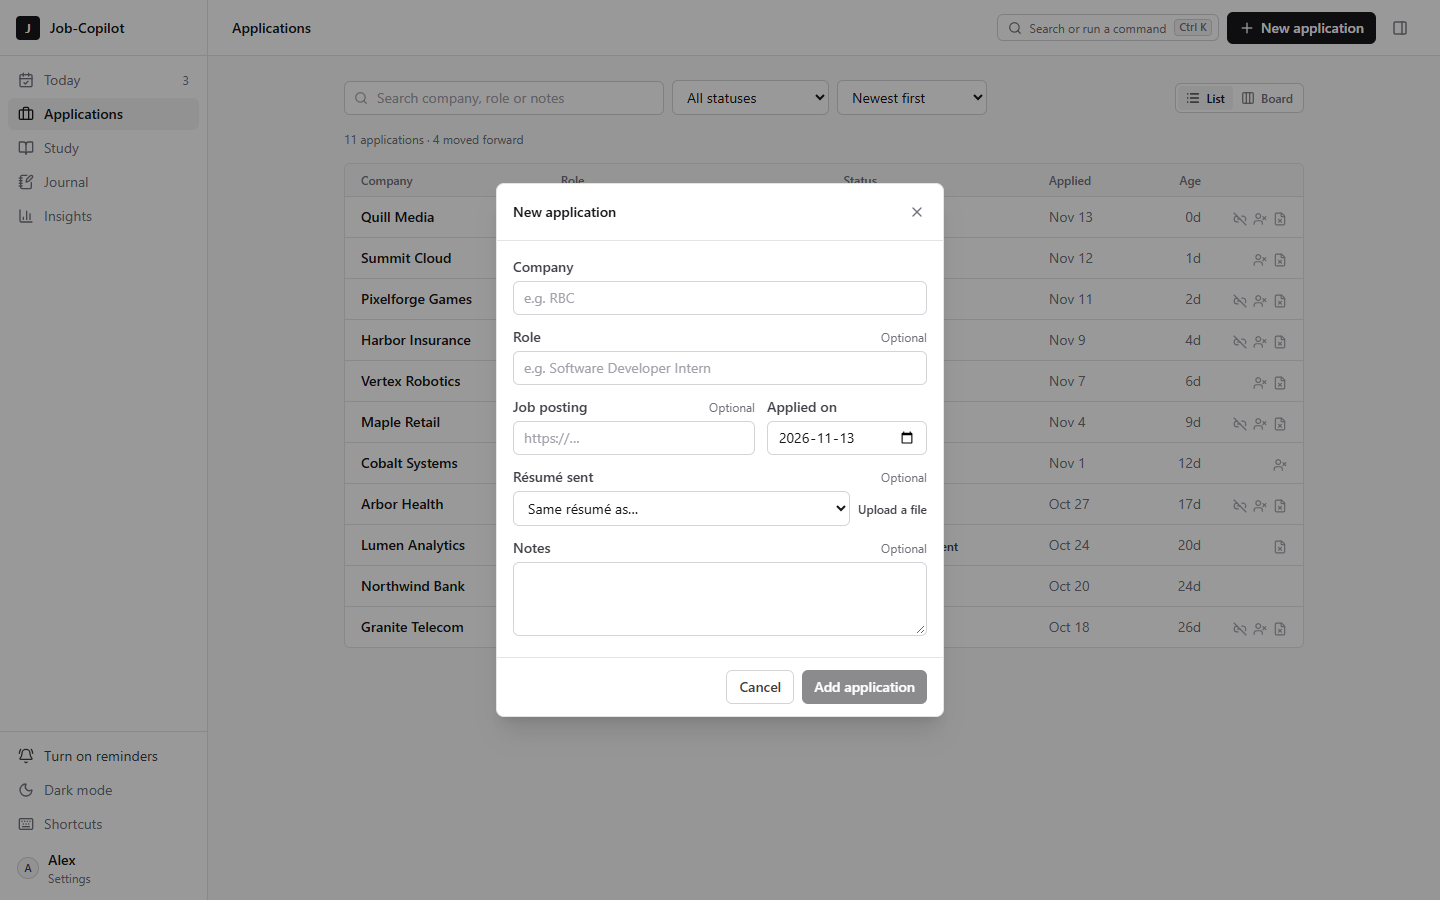 J Job-Copilot
Applications
Search or run a command Ctrl K
New application
Today 3
Applications
Study
Journal
Insights
Search company, role or notes
All statuses
Newest first
List Board
11 applications · 4 moved forward
Company Role Status Applied Age
Quill Media Nov 13 0d
Summit Cloud Nov 12 1d
Pixelforge Games Nov 11 2d
Harbor Insurance Nov 9 4d
Vertex Robotics Nov 7 6d
Maple Retail Nov 4 9d
Cobalt Systems Nov 1 12d
Arbor Health Oct 27 17d
Lumen Analytics ent Oct 24 20d
Northwind Bank Oct 20 24d
Granite Telecom Oct 18 26d
New application
Company
e.g. RBC
Role Optional
e.g. Software Developer Intern
Job posting Optional Applied on
https://... 2026-11-13
Résumé sent Optional
Same résumé as... Upload a file
Notes Optional
Cancel Add application
Turn on reminders
Dark mode
Shortcuts
A Alex
Settings